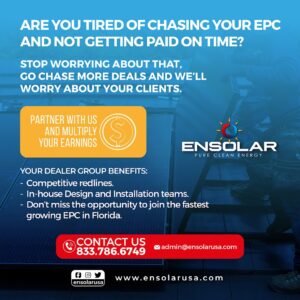 ARE YOU TIRED OF CHASING YOUR EPC
AND NOT GETTING PAID ON TIME?
STOP WORRYING ABOUT THAT,
GO CHASE MORE DEALS AND WE'LL
WORRY ABOUT YOUR CLIENTS.
PARTNER WITH US
AND MULTIPLY
YOUR EARNINGS
$
ENSOLAR
PURE CLEAN ENERGY
YOUR DEALER GROUP BENEFITS:
- Competitive redlines.
- In-house Design and Installation teams.
- Don't miss the opportunity to join the fastest
growing EPC in Florida.
CONTACT US
833.786.6749
admin@ensolarusa.com
ensolarusa
www.ensolarusa.com